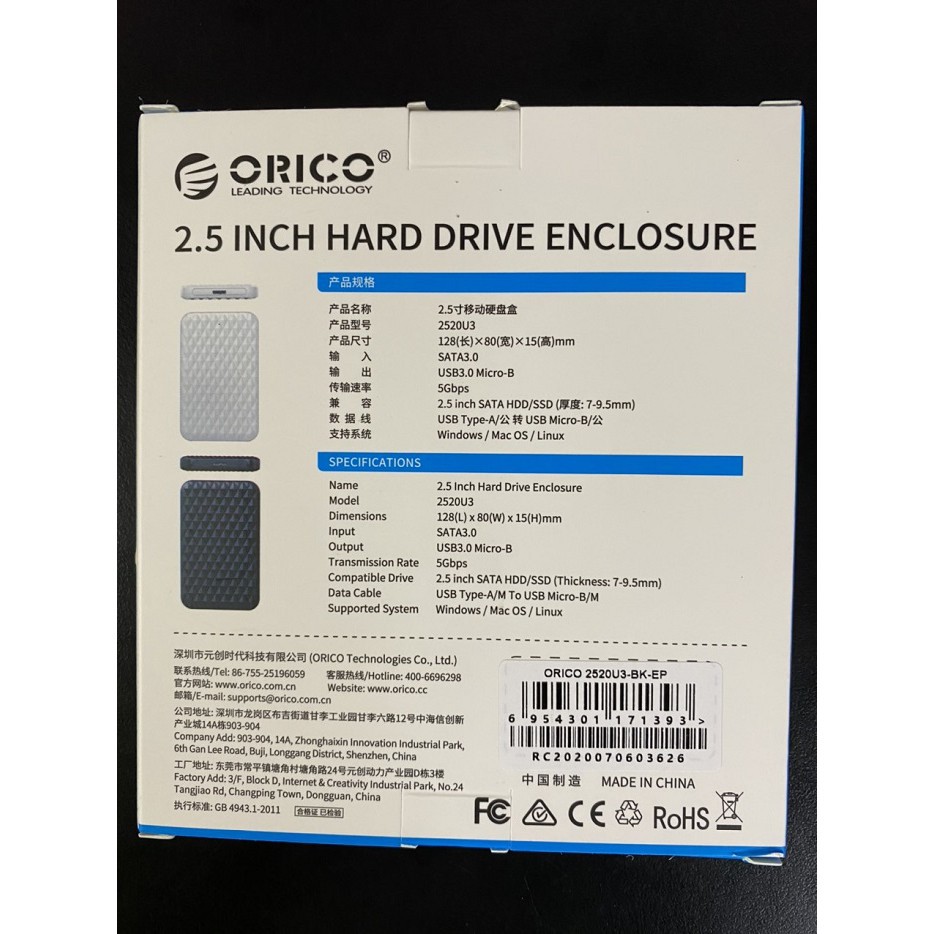 ORICO®
LEADING TECHNOLOGY
2.5 INCH HARD DRIVE ENCLOSURE
产品规格
产品名称 2.5寸移动硬盘盒
产品型号 2520U3
产品尺寸 128(长)×80(宽)×15(高)mm
输 入 SATA3.0
输 出 USB3.0 Micro-B
传输速率 5Gbps
兼 容 2.5 inch SATA HDD/SSD (厚度: 7-9.5mm)
数 据 线 USB Type-A/公 转 USB Micro-B/公
支持系统 Windows / Mac OS / Linux
SPECIFICATIONS
Name 2.5 Inch Hard Drive Enclosure
Model 2520U3
Dimensions 128(L) x 80(W) x 15(H)mm
Input SATA3.0
Output USB3.0 Micro-B
Transmission Rate 5Gbps
Compatible Drive 2.5 inch SATA HDD/SSD (Thickness: 7-9.5mm)
Data Cable USB Type-A/M To USB Micro-B/M
Supported System Windows / Mac OS / Linux
深圳市元创时代科技有限公司 (ORICO Technologies Co., Ltd.)
联系热线/Tel: 86-755-25196059 客服热线/Hotline: 400-6696298
官方网站: www.orico.com.cn Website: www.orico.cc
邮箱/E-mail: supports@orico.com.cn
公司地址: 深圳市龙岗区布吉街道甘李工业园甘李六路12号中海信创新
产业城14A栋903-904
Company Add: 903-904, 14A, Zhonghaixin Innovation Industrial Park,
6th Gan Lee Road, Buji, Longgang District, Shenzhen, China
工厂地址: 东莞市常平镇塘角村塘角路24号元创动力产业园D栋3楼
Factory Add: 3/F, Block D, Internet & Creativity Industrial Park, No.24
Tangjiao Rd, Changping Town, Dongguan, China
执行标准: GB 4943.1-2011 合格证 已检验
ORICO 2520U3-BK-EP
6 954301 171393 >
RC2020070603626
中国制造 MADE IN CHINA
FC CE RoHS